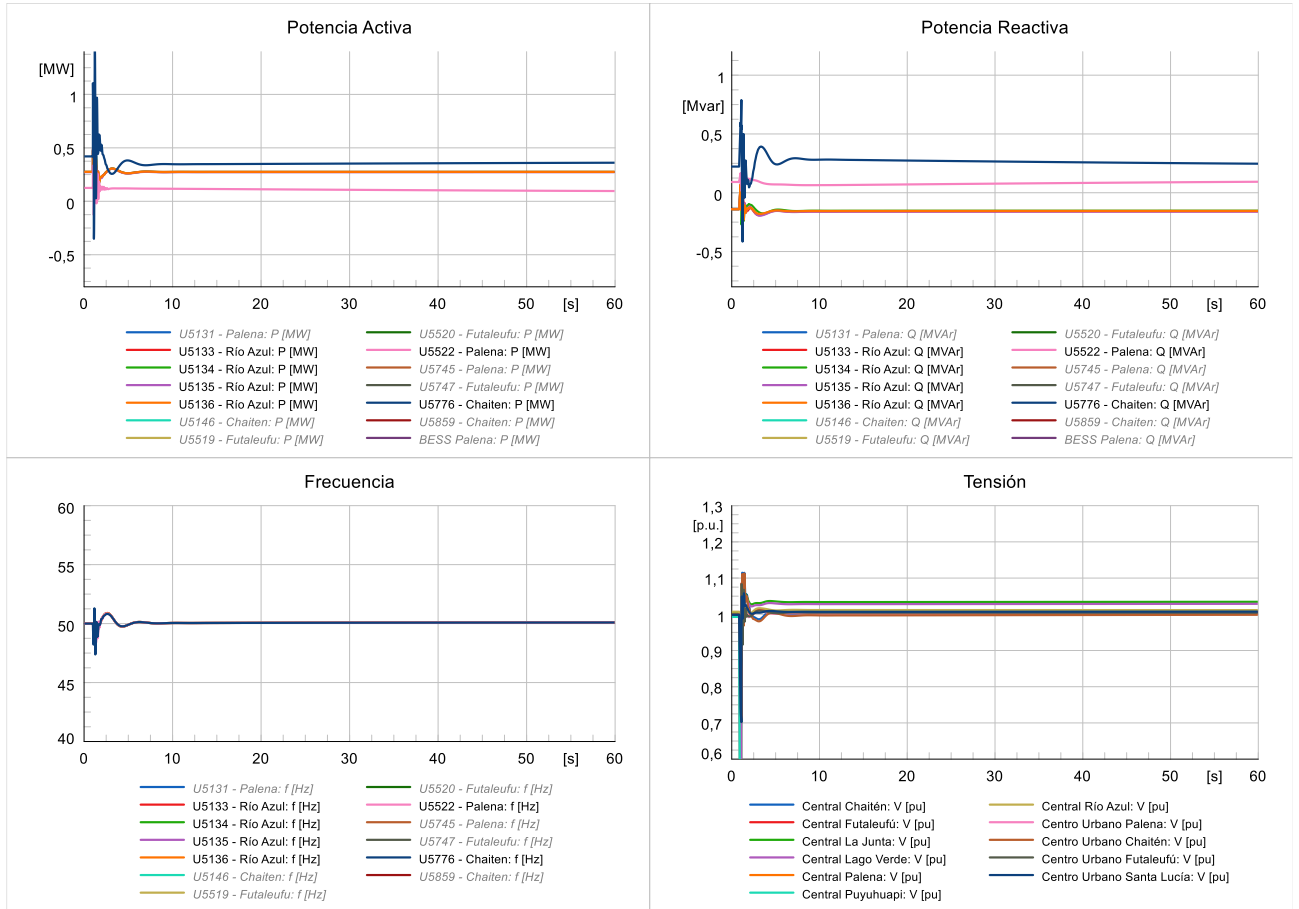 Potencia Activa
[MW]
1
0,5
0
-0,5
0 10 20 30 40 [s] 60
U5131 - Palena: P [MW] U5520 - Futaleufu: P [MW]
U5133 - Río Azul: P [MW] U5522 - Palena: P [MW]
U5134 - Río Azul: P [MW] U5745 - Palena: P [MW]
U5135 - Río Azul: P [MW] U5747 - Futaleufu: P [MW]
U5136 - Río Azul: P [MW] U5776 - Chaiten: P [MW]
U5146 - Chaiten: P [MW] U5859 - Chaiten: P [MW]
U5519 - Futaleufu: P [MW] BESS Palena: P [MW]
Potencia Reactiva
1
[Mvar]
0,5
0
-0,5
0 10 20 30 40 [s] 60
U5131 - Palena: Q [MVAr] U5520 - Futaleufu: Q [MVAr]
U5133 - Río Azul: Q [MVAr] U5522 - Palena: Q [MVAr]
U5134 - Río Azul: Q [MVAr] U5745 - Palena: Q [MVAr]
U5135 - Río Azul: Q [MVAr] U5747 - Futaleufu: Q [MVAr]
U5136 - Río Azul: Q [MVAr] U5776 - Chaiten: Q [MVAr]
U5146 - Chaiten: Q [MVAr] U5859 - Chaiten: Q [MVAr]
U5519 - Futaleufu: Q [MVAr] BESS Palena: Q [MVAr]
Frecuencia
60
55
50
45
40
0 10 20 30 40 [s] 60
U5131 - Palena: f [Hz] U5520 - Futaleufu: f [Hz]
U5133 - Río Azul: f [Hz] U5522 - Palena: f [Hz]
U5134 - Río Azul: f [Hz] U5745 - Palena: f [Hz]
U5135 - Río Azul: f [Hz] U5747 - Futaleufu: f [Hz]
U5136 - Río Azul: f [Hz] U5776 - Chaiten: f [Hz]
U5146 - Chaiten: f [Hz] U5859 - Chaiten: f [Hz]
U5519 - Futaleufu: f [Hz]
Tensión
1,3
[p.u.]
1,2
1,1
1
0,9
0,8
0,7
0,6
0 10 20 30 40 [s] 60
Central Chaitén: V [pu] Central Río Azul: V [pu]
Central Futaleufú: V [pu] Centro Urbano Palena: V [pu]
Central La Junta: V [pu] Centro Urbano Chaitén: V [pu]
Central Lago Verde: V [pu] Centro Urbano Futaleufú: V [pu]
Central Palena: V [pu] Centro Urbano Santa Lucía: V [pu]
Central Puyuhuapi: V [pu]